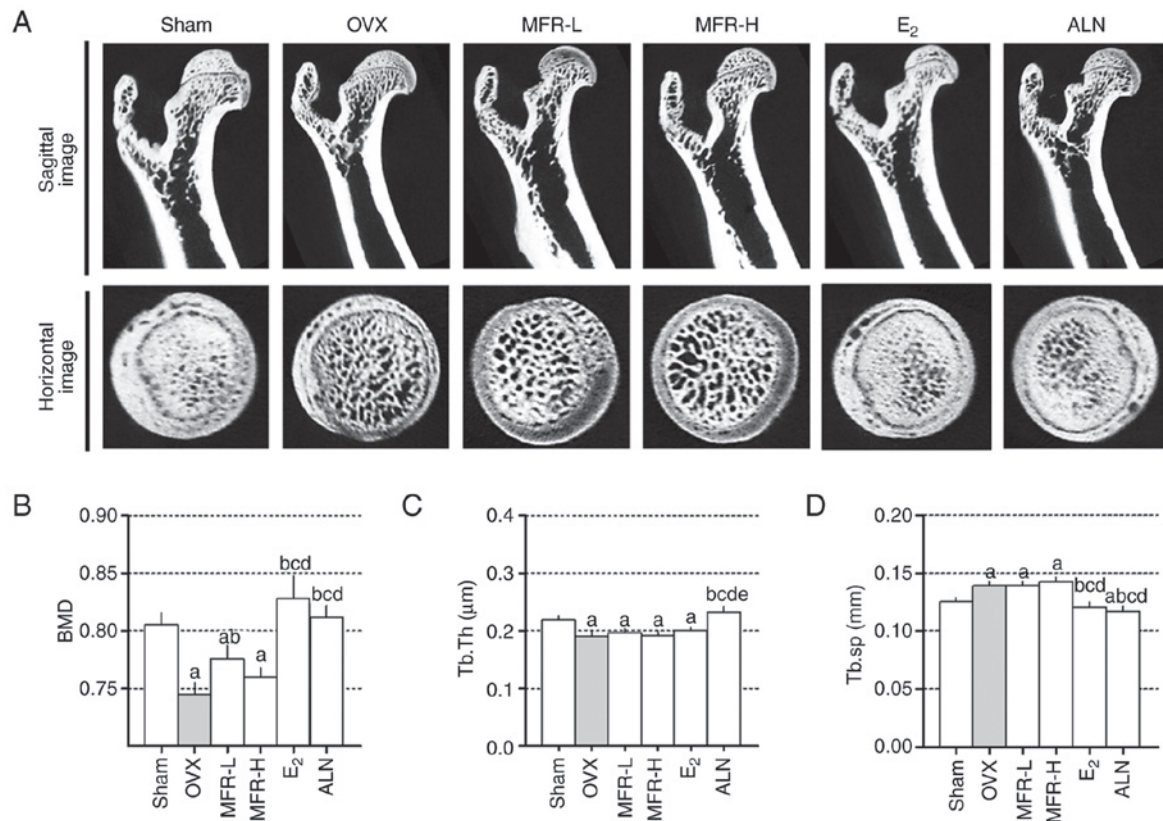 A
Sham OVX MFR-L MFR-H E₂ ALN
Sagittal
image
Horizontal
image
B
BMD
0.90
0.85
0.80
0.75
a
ab
a
bcd
bcd
Sham OVX MFR-L MFR-H E₂ ALN
C
Tb.Th (μm)
0.4
0.3
0.2
0.1
0.0
a
a
a
a
bcde
Sham OVX MFR-L MFR-H E₂ ALN
D
Tb.sp (mm)
0.20
0.15
0.10
0.05
0.00
a
a
a
bcd
abcd
Sham OVX MFR-L MFR-H E₂ ALN